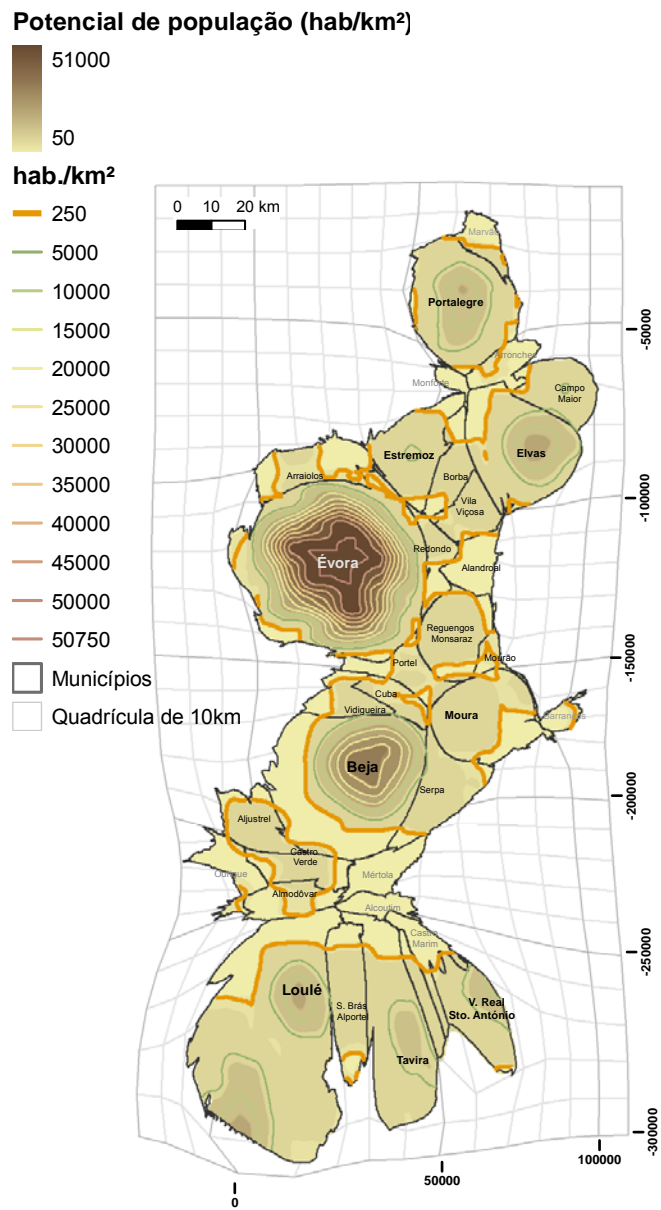 Potencial de população (hab/km²)
51000
50
hab./km²
250
5000
10000
15000
20000
25000
30000
35000
40000
45000
50000
50750
Municípios
Quadrícula de 10km
0 10 20 km
Marvão
Portalegre
Arronches
Monforte
Campo
Maior
Estremoz
Elvas
Borba
Arraiolos
Vila
Viçosa
Redondo
Évora
Alandroal
Reguengos
Monsaraz
Mourão
Portel
Cuba
Vidigueira
Moura
Barrancos
Beja
Serpa
Aljustrel
Castro
Verde
Ourique
Mértola
Almodôvar
Alcoutim
Castro
Marim
Loulé
S. Brás
Alportel
V. Real
Sto. António
Tavira
-50000
-100000
-150000
-200000
-250000
-300000
0
50000
100000